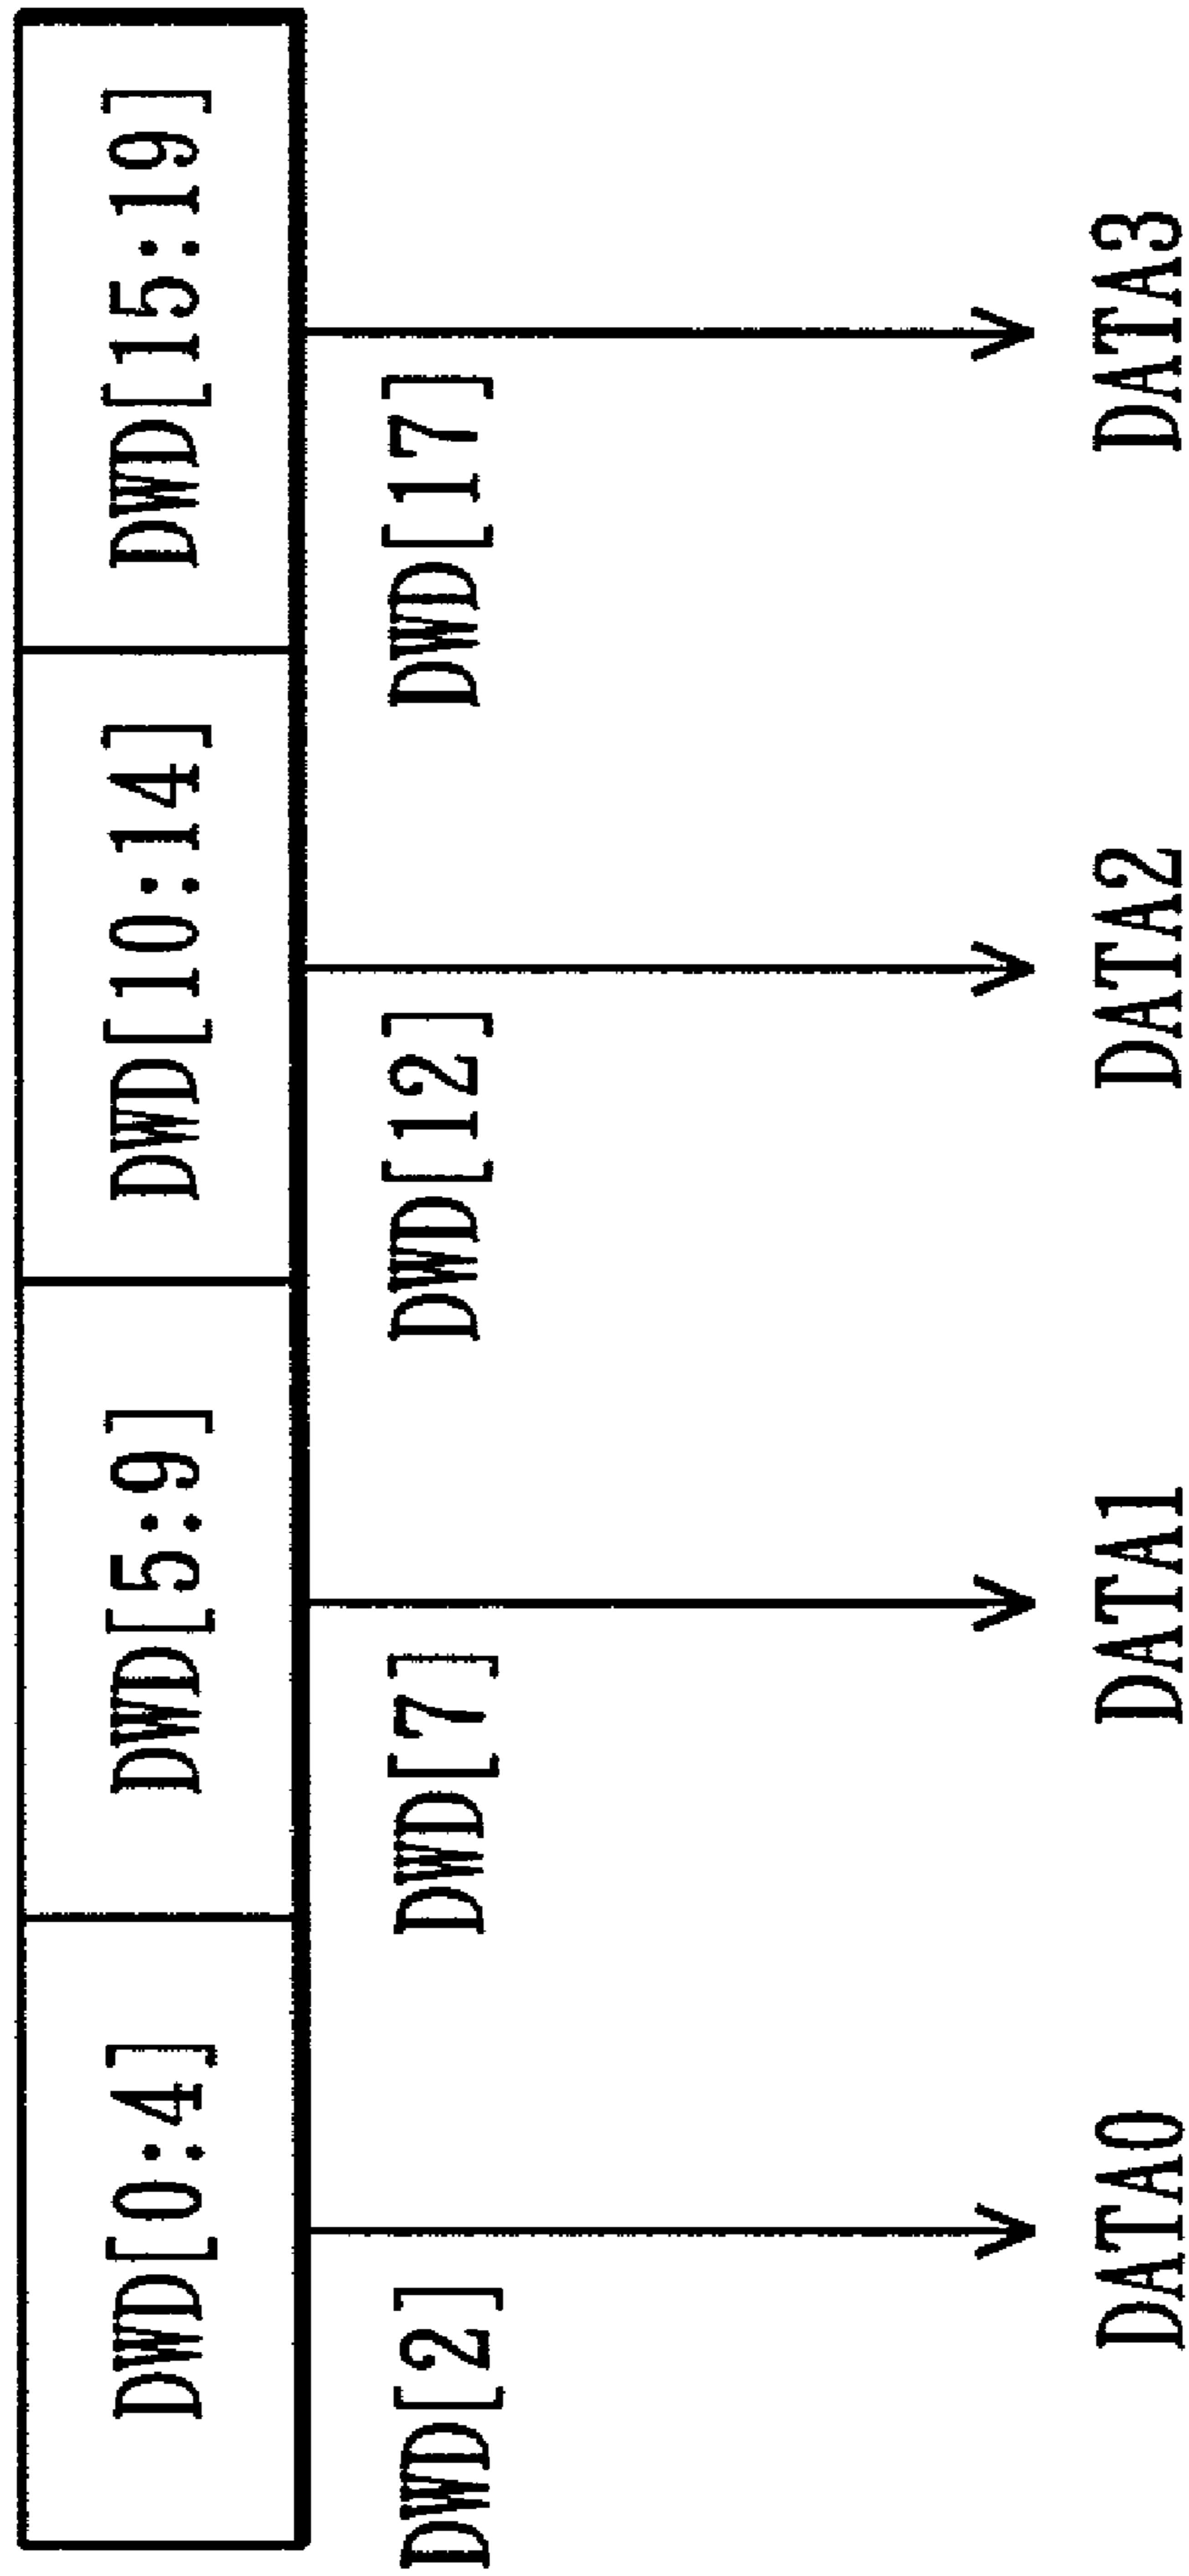 DWD[0:4] DWD[5:9] DWD[10:14] DWD[15:19]
DWD[2] DWD[7] DWD[12] DWD[17]
DATA0 DATA1 DATA2 DATA3